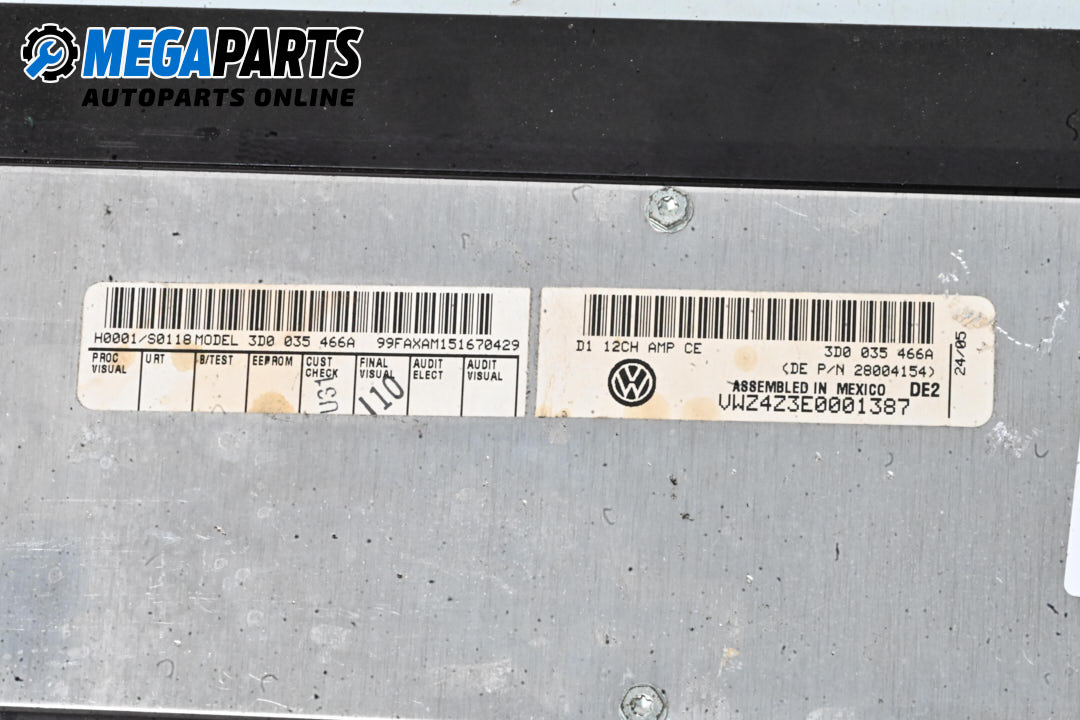 MEGAPARTS
AUTOPARTS ONLINE
H0001/S0118 MODEL 3D0 035 466A 99FAXAM151670429
PROC VISUAL
URT
B/TEST
EEPROM
CUST CHECK
FINAL VISUAL
AUDIT ELECT
AUDIT VISUAL
U31
110
D1 12CH AMP CE 3D0 035 466A
(DE P/N 28004154)
ASSEMBLED IN MEXICO DE2
VWZ4Z3E0001387
24/05